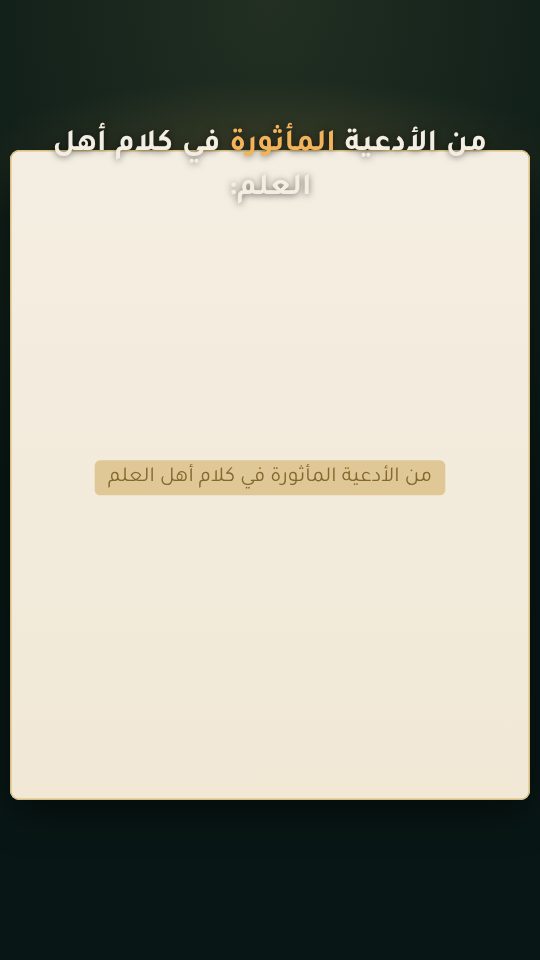 من الأدعية المأثورة في كلام أهل
العلم:
من الأدعية المأثورة في كلام أهل العلم